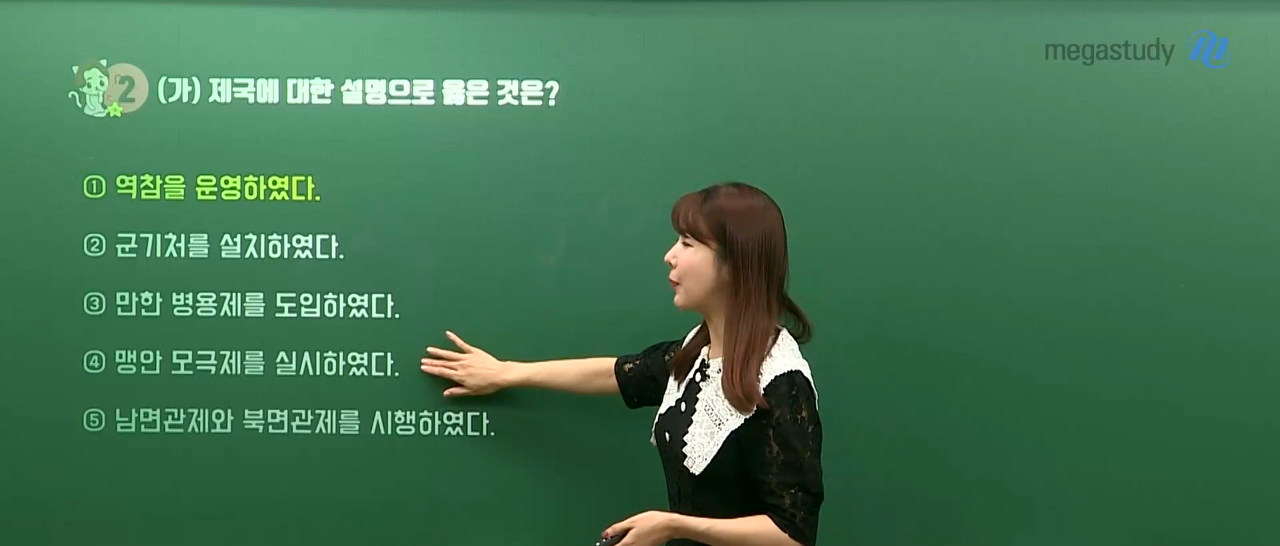 megastudy
2 (가) 제국에 대한 설명으로 옳은 것은?
① 역참을 운영하였다.
② 군기처를 설치하였다.
③ 만한 병용제를 도입하였다.
④ 맹안 모극제를 실시하였다.
⑤ 남면관제와 북면관제를 시행하였다.